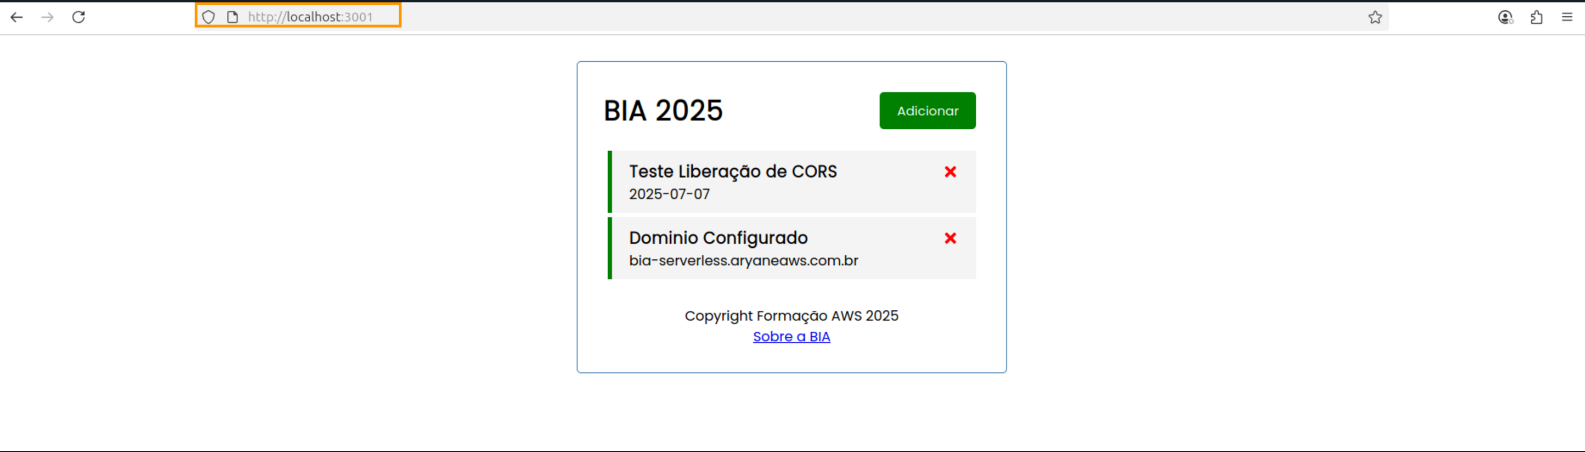 http://localhost:3001
BIA 2025
Adicionar
Teste Liberação de CORS
2025-07-07
Dominio Configurado
bia-serverless.aryaneaws.com.br
Copyright Formação AWS 2025
Sobre a BIA